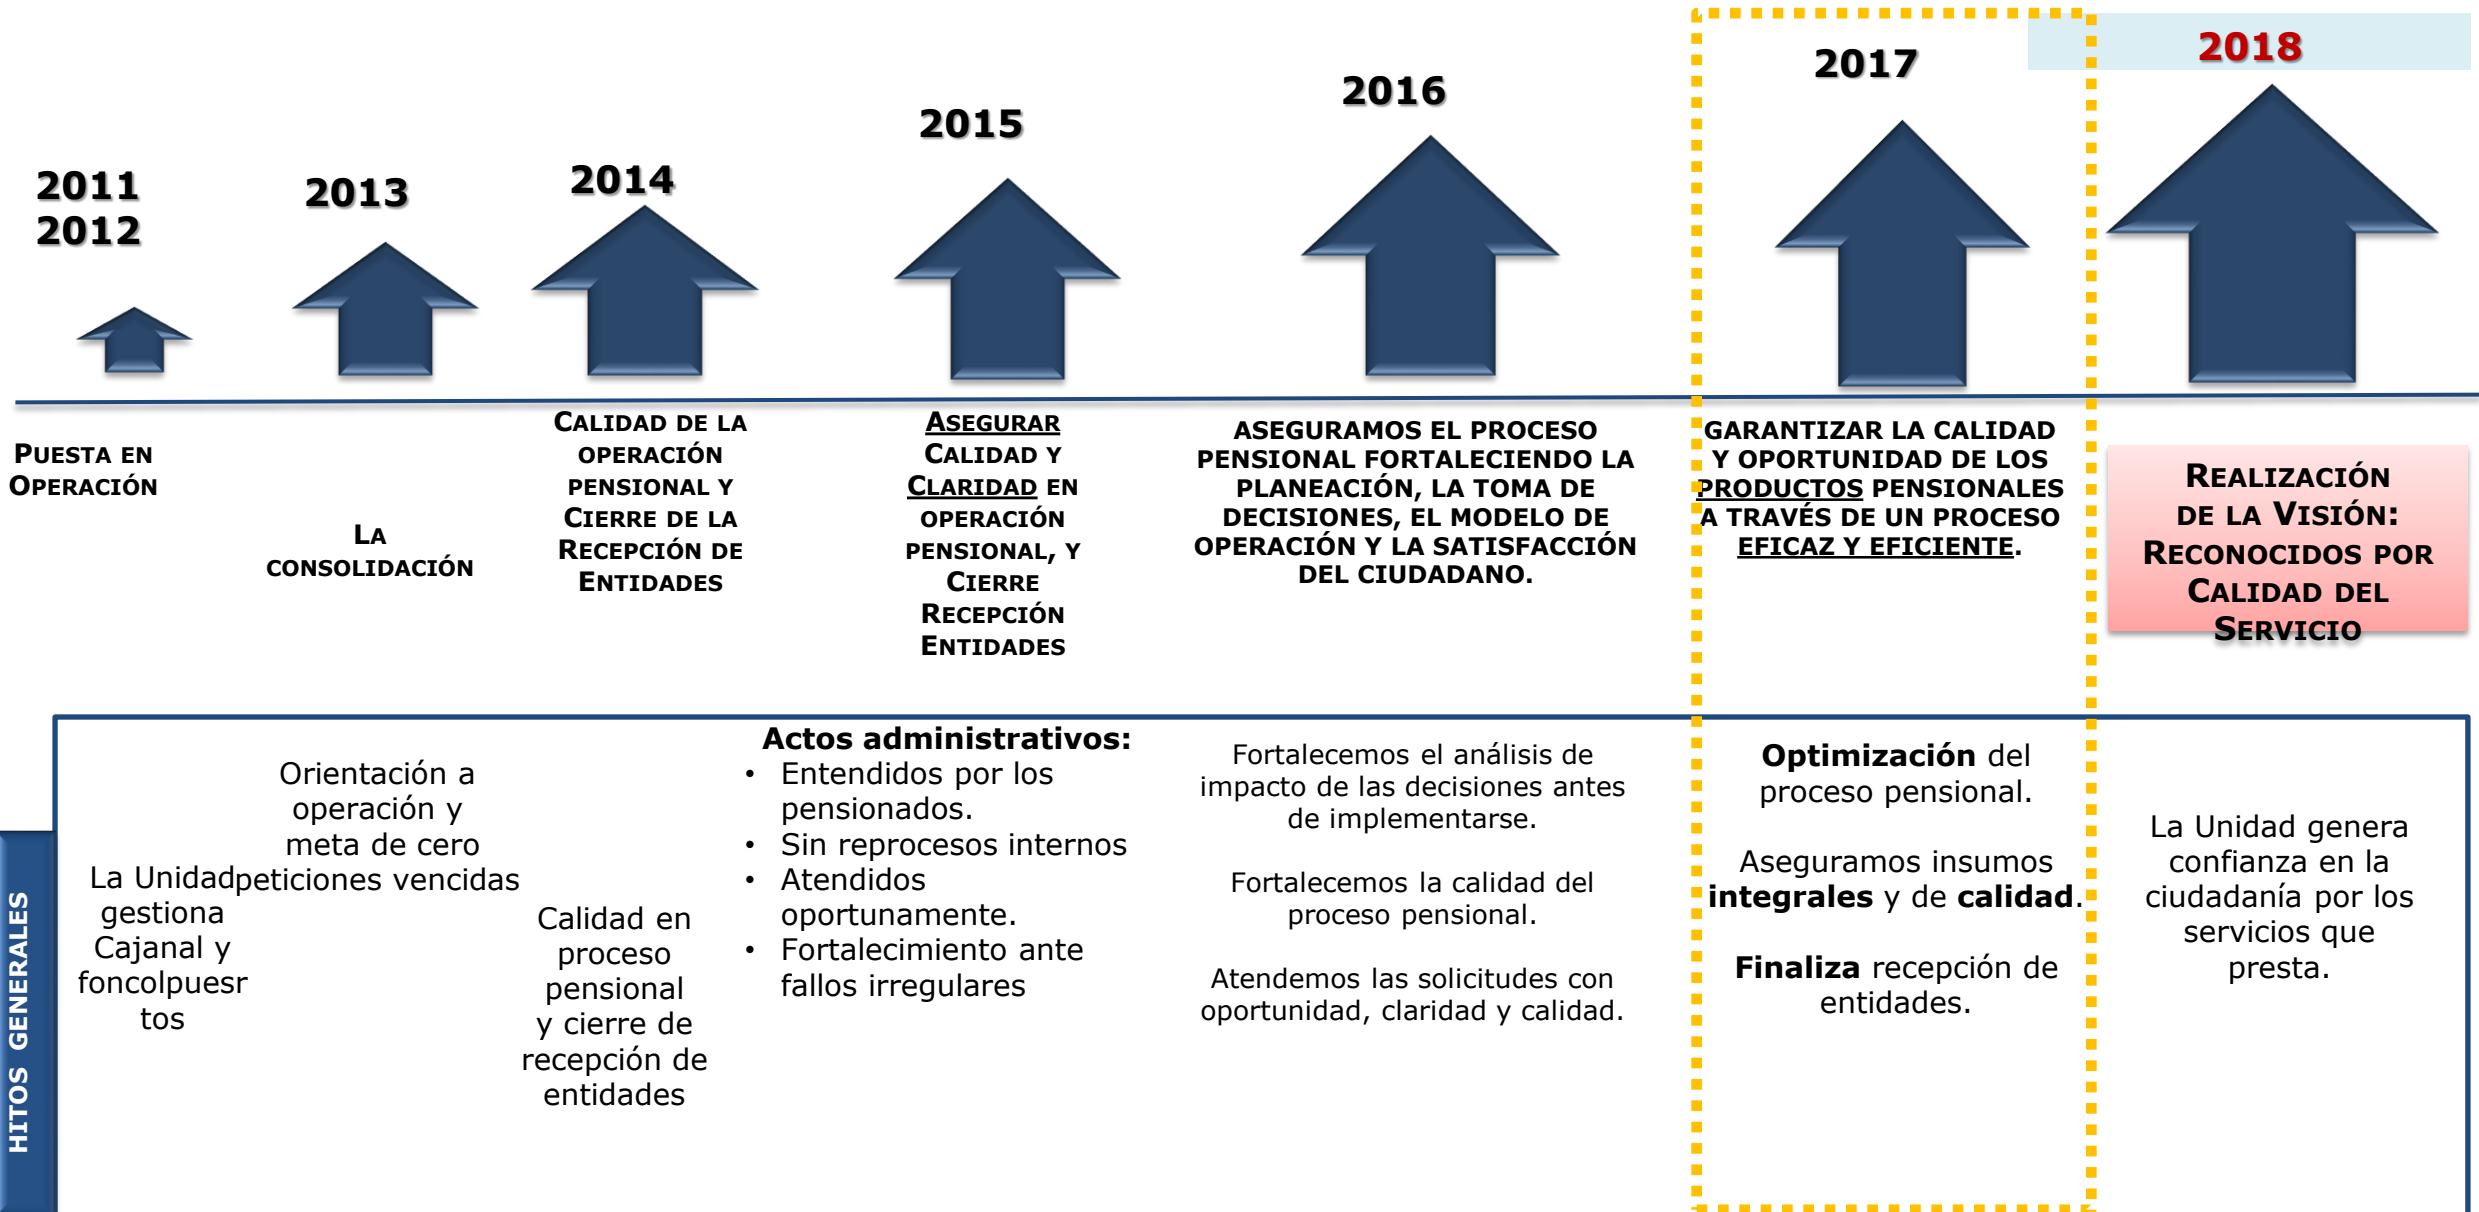 2011
2012
2013
2014
2015
2016
2017
2018
PUESTA EN
OPERACIÓN
LA
CONSOLIDACIÓN
CALIDAD DE LA
OPERACIÓN
PENSIONAL Y
CIERRE DE LA
RECEPCIÓN DE
ENTIDADES
ASEGURAR
CALIDAD Y
CLARIDAD EN
OPERACIÓN
PENSIONAL, Y
CIERRE
RECEPCIÓN
ENTIDADES
ASEGURAMOS EL PROCESO
PENSIONAL FORTALECIENDO LA
PLANEACIÓN, LA TOMA DE
DECISIONES, EL MODELO DE
OPERACIÓN Y LA SATISFACCIÓN
DEL CIUDADANO.
GARANTIZAR LA CALIDAD
Y OPORTUNIDAD DE LOS
PRODUCTOS PENSIONALES
A TRAVÉS DE UN PROCESO
EFICAZ Y EFICIENTE.
REALIZACIÓN
DE LA VISIÓN:
RECONOCIDOS POR
CALIDAD DEL
SERVICIO
HITOS GENERALES
La Unidad
gestiona
Cajanal y
foncolpuesr
tos
Orientación a
operación y
meta de cero
peticiones vencidas
Calidad en
proceso
pensional
y cierre de
recepción de
entidades
Actos administrativos:
• Entendidos por los
pensionados.
• Sin reprocesos internos
• Atendidos
oportunamente.
• Fortalecimiento ante
fallos irregulares
Fortalecemos el análisis de
impacto de las decisiones antes
de implementarse.
Fortalecemos la calidad del
proceso pensional.
Atendemos las solicitudes con
oportunidad, claridad y calidad.
Optimización del
proceso pensional.
Aseguramos insumos
integrales y de calidad.
Finaliza recepción de
entidades.
La Unidad genera
confianza en la
ciudadanía por los
servicios que
presta.